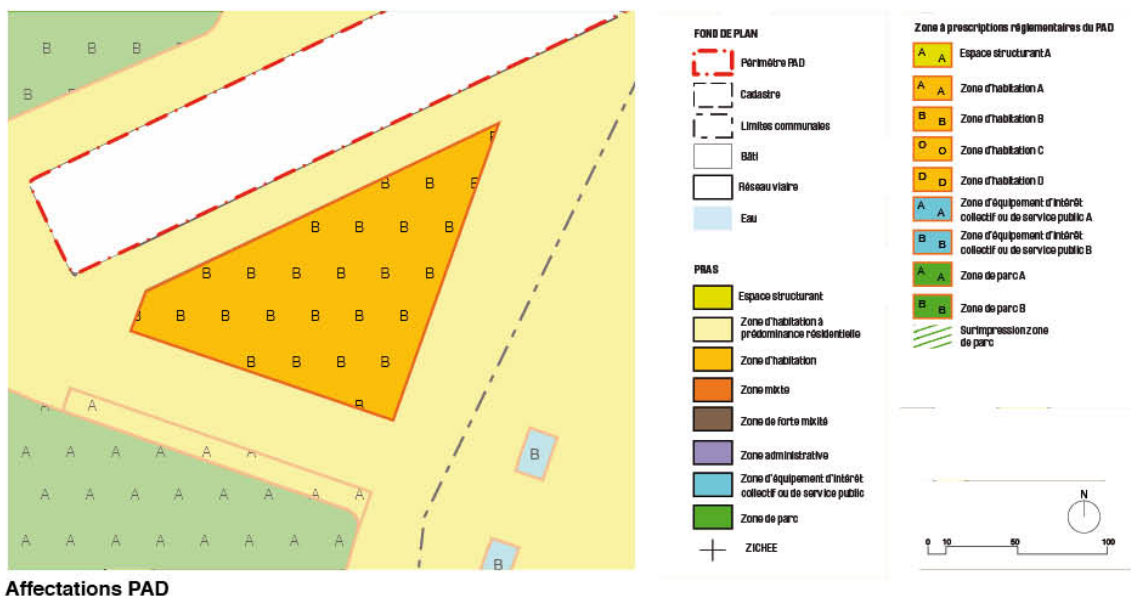 B B B B
B B
B
B B B
B B B B
B B B B B B
B B B B B B B
B B B B
B
A A
A A A A A A
B
A A A A A A A A
A A A A A A A A
B
Affectations PAD
FOND DE PLAN
Périmètre PAD
Cadastre
Limites communales
Bâti
Réseau viaire
Eau
PRAS
Espace structurant
Zone d'habitation à
prédominance résidentielle
Zone d'habitation
Zone mixte
Zone de forte mixité
Zone administrative
Zone d'équipement d'intérêt
collectif ou de service public
Zone de parc
ZICHEE
Zone à prescriptions réglementaires du PAD
A A Espace structurant A
A A Zone d'habitation A
B B Zone d'habitation B
O O Zone d'habitation C
D D Zone d'habitation D
A A Zone d'équipement d'intérêt
collectif ou de service public A
B B Zone d'équipement d'intérêt
collectif ou de service public B
A A Zone de parc A
B B Zone de parc B
Surimpression zone
de parc
N
0 10 50 100